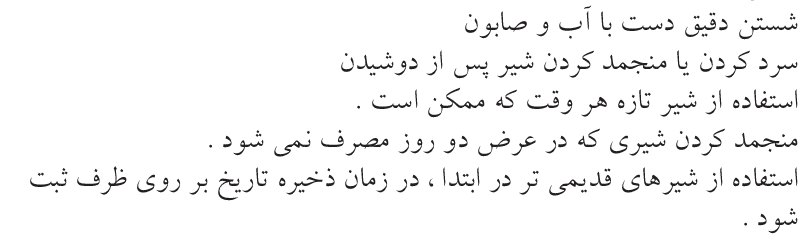 شستن دقیق دست با آب و صابون
سرد کردن یا منجمد کردن شیر پس از دوشیدن
استفاده از شیر تازه هر وقت که ممکن است .
منجمد کردن شیری که در عرض دو روز مصرف نمی شود .
استفاده از شیرهای قدیمی تر در ابتدا ، در زمان ذخیره تاریخ بر روی ظرف ثبت
شود .